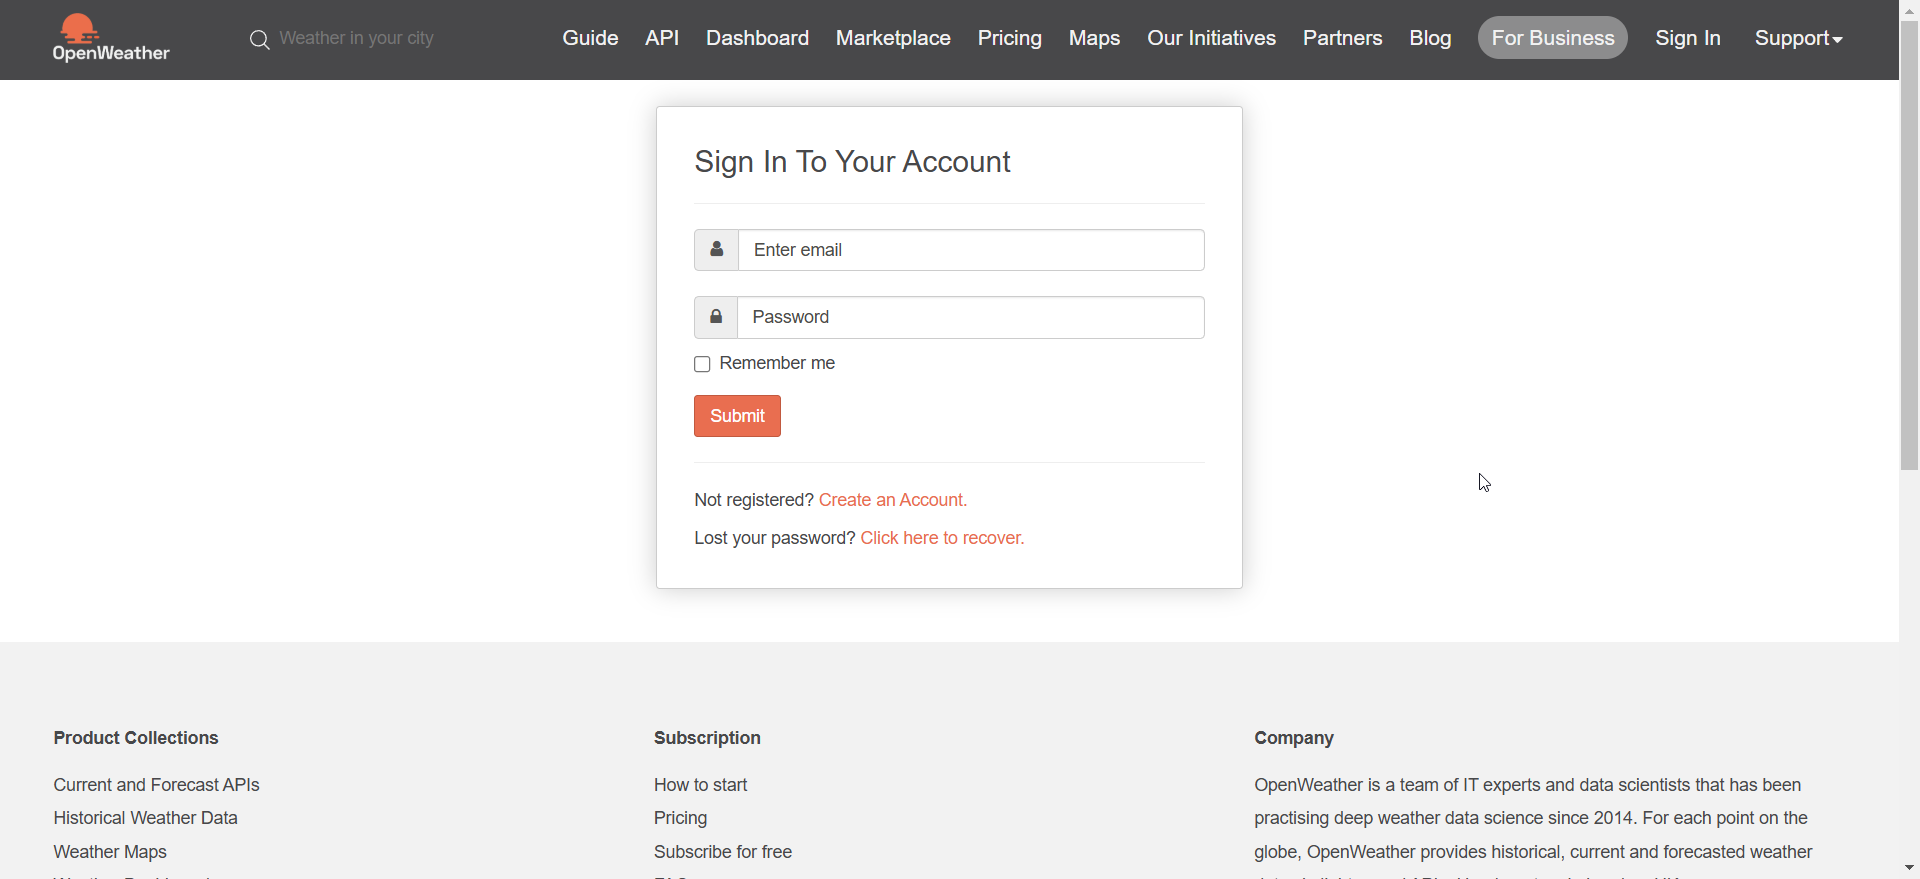 OpenWeather
Weather in your city
Guide API Dashboard Marketplace Pricing Maps Our Initiatives Partners Blog For Business Sign In Support
Sign In To Your Account
Enter email
Password
Remember me
Submit
Not registered? Create an Account.
Lost your password? Click here to recover.
Product Collections
Current and Forecast APIs
Historical Weather Data
Weather Maps
Subscription
How to start
Pricing
Subscribe for free
Company
OpenWeather is a team of IT experts and data scientists that has been
practising deep weather data science since 2014. For each point on the
globe, OpenWeather provides historical, current and forecasted weather